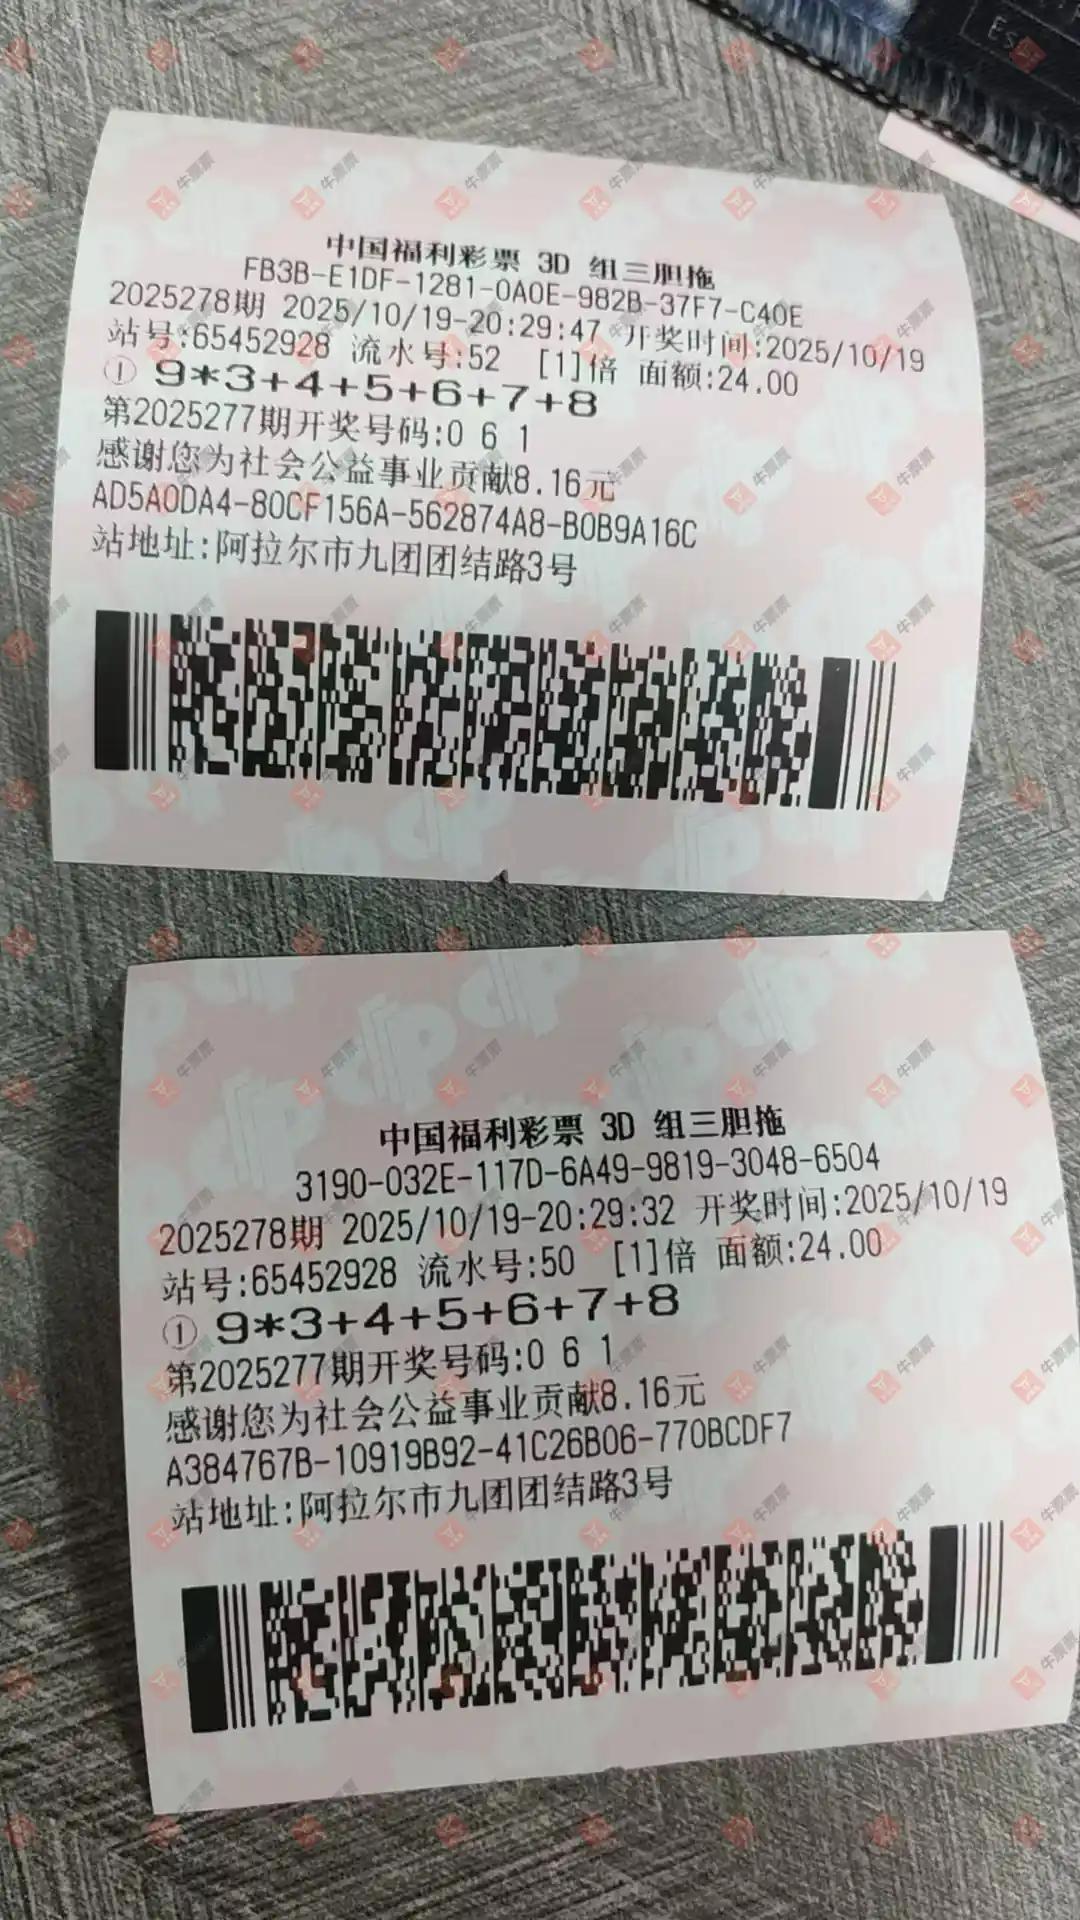 中国福利彩票 3D 组三胆拖
FB3B-E1DF-1281-0A0E-982B-37F7-C40E
2025278期 2025/10/19-20:29:47 开奖时间:2025/10/19
站号:65452928 流水号:52 [1]倍 面额:24.00
① 9*3+4+5+6+7+8
第2025277期开奖号码:0 6 1
感谢您为社会公益事业贡献8.16元
AD5A0DA4-80CF156A-562874A8-B0B9A16C
站地址:阿拉尔市九团团结路3号
中国福利彩票 3D 组三胆拖
3190-032E-117D-6A49-9819-3048-6504
2025278期 2025/10/19-20:29:32 开奖时间:2025/10/19
站号:65452928 流水号:50 [1]倍 面额:24.00
① 9*3+4+5+6+7+8
第2025277期开奖号码:0 6 1
感谢您为社会公益事业贡献8.16元
A384767B-10919B92-41C26B06-770BCDF7
站地址:阿拉尔市九团团结路3号